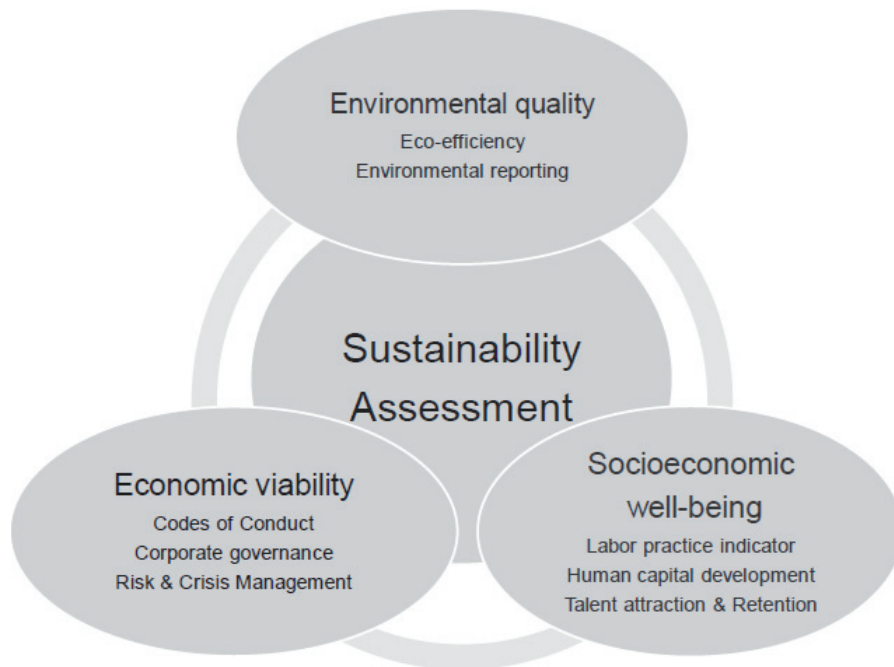 Environmental quality
Eco-efficiency
Environmental reporting
Sustainability
Assessment
Economic viability
Codes of Conduct
Corporate governance
Risk & Crisis Management
Socioeconomic
well-being
Labor practice indicator
Human capital development
Talent attraction & Retention